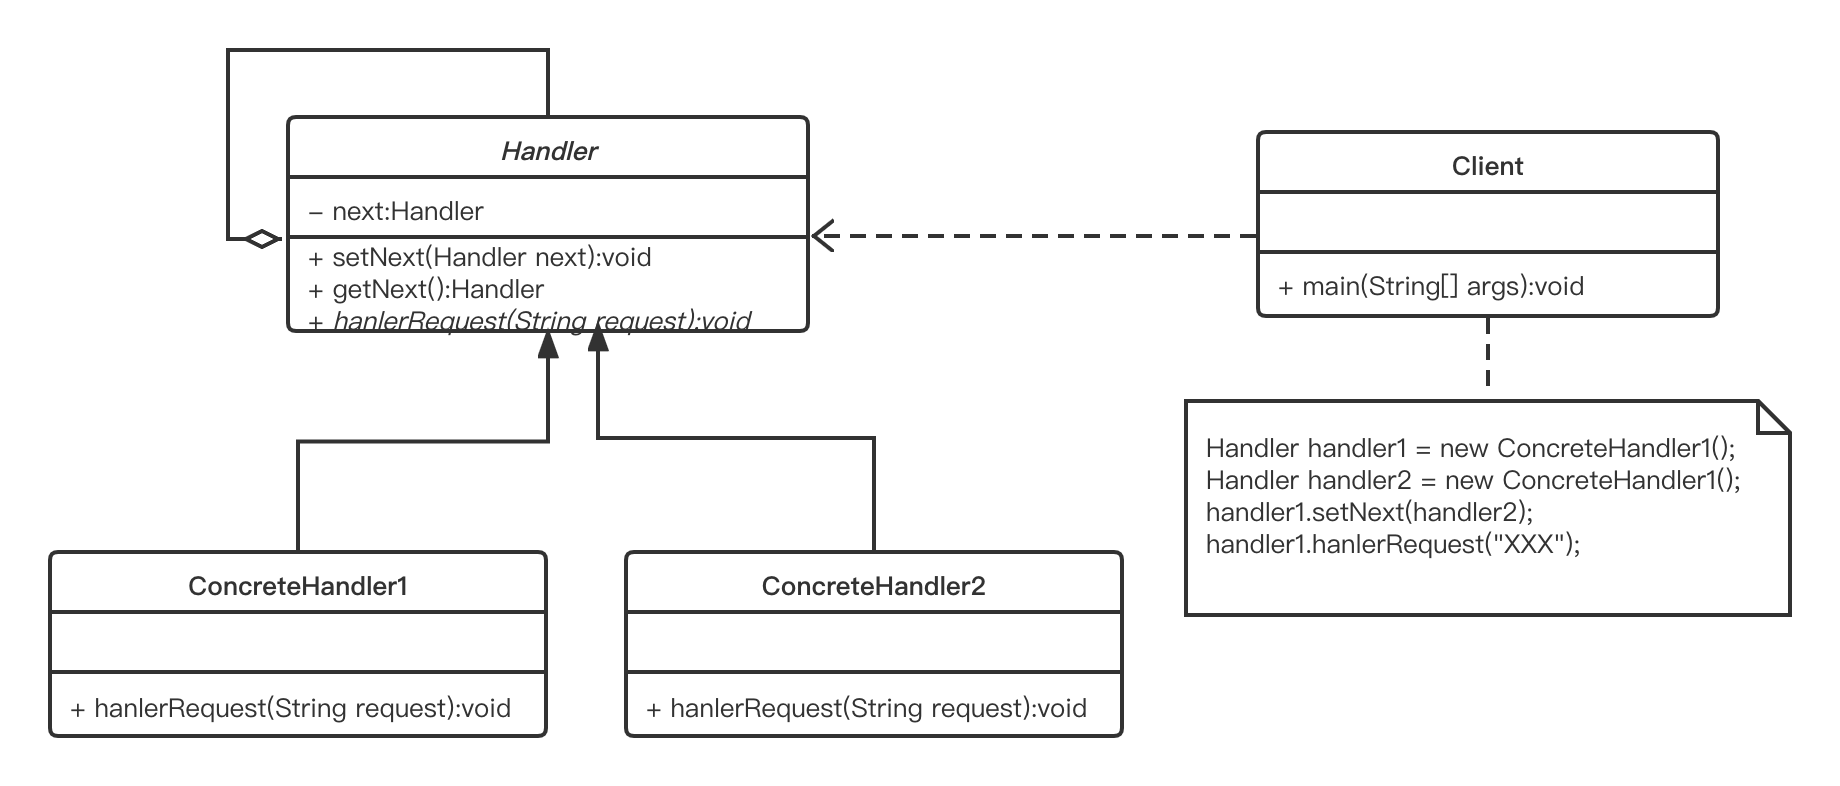 Handler
– next:Handler
+ setNext(Handler next):void
+ getNext():Handler
+ hanlerRequest(String request):void
Client
+ main(String[] args):void
Handler handler1 = new ConcreteHandler1();
Handler handler2 = new ConcreteHandler1();
handler1.setNext(handler2);
handler1.hanlerRequest("XXX");
ConcreteHandler1
+ hanlerRequest(String request):void
ConcreteHandler2
+ hanlerRequest(String request):void